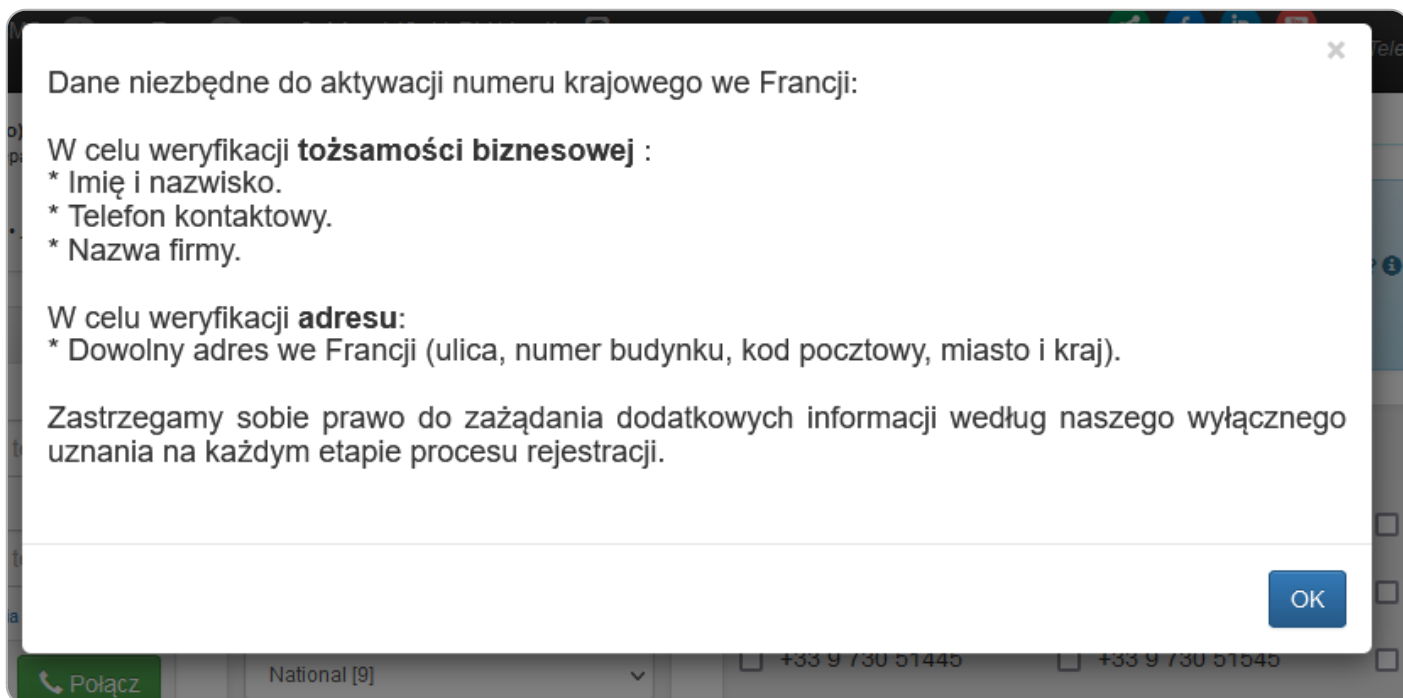 Dane niezbędne do aktywacji numeru krajowego we Francji:
W celu weryfikacji tożsamości biznesowej :
* Imię i nazwisko.
* Telefon kontaktowy.
* Nazwa firmy.
W celu weryfikacji adresu:
* Dowolny adres we Francji (ulica, numer budynku, kod pocztowy, miasto i kraj).
Zastrzegamy sobie prawo do zażądania dodatkowych informacji według naszego wyłącznego
uznania na każdym etapie procesu rejestracji.
OK
+33 9 730 51445 +33 9 730 51545
Połącz National [9]